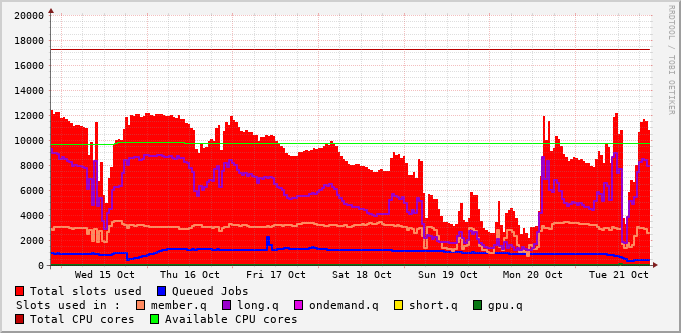 20000
18000
16000
14000
12000
10000
8000
6000
4000
2000
0
Wed 15 Oct Thu 16 Oct Fri 17 Oct Sat 18 Oct Sun 19 Oct Mon 20 Oct Tue 21 Oct
RRDTOOL / TOBI OETIKER
Total slots used Queued Jobs
Slots used in : member.q long.q ondemand.q short.q gpu.q
Total CPU cores Available CPU cores